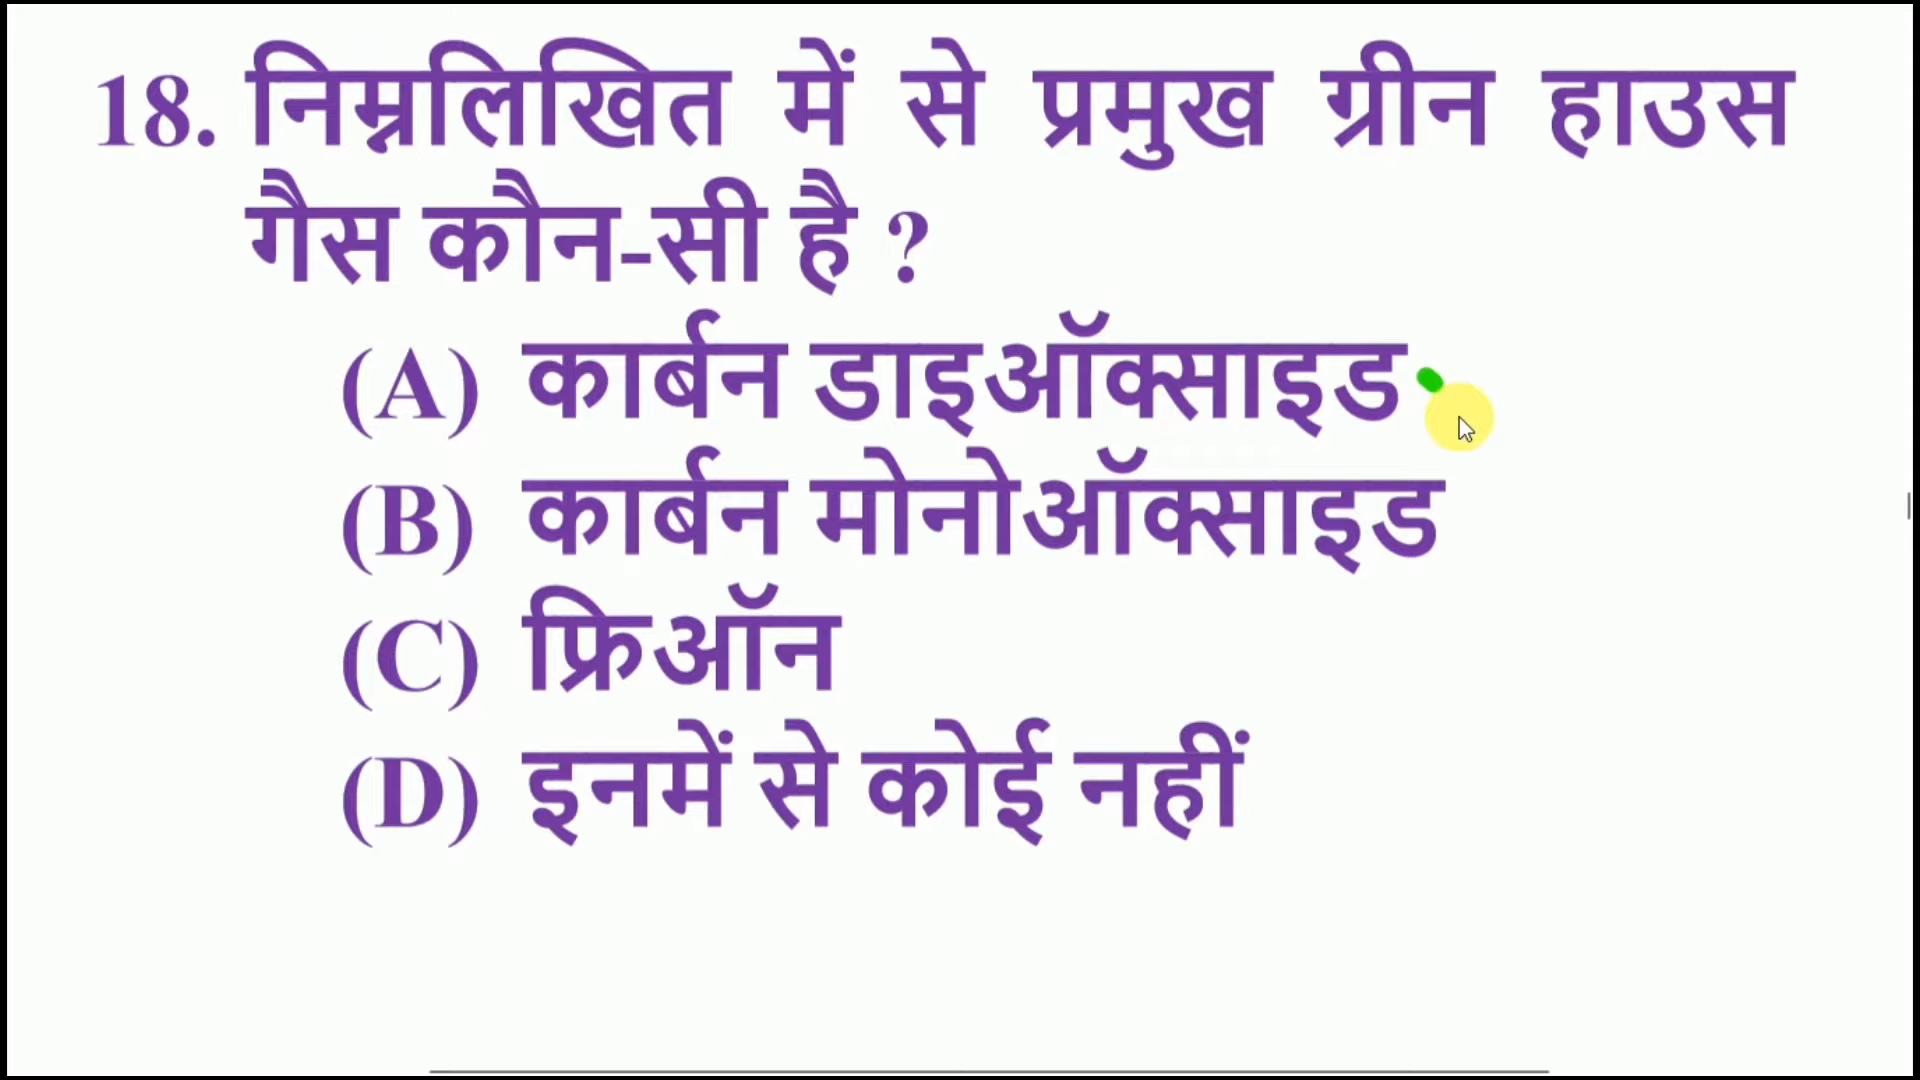 18. निम्नलिखित में से प्रमुख ग्रीन हाउस
गैस कौन-सी है ?
(A) कार्बन डाइऑक्साइड
(B) कार्बन मोनोऑक्साइड
(C) फ्रिऑन
(D) इनमें से कोई नहीं